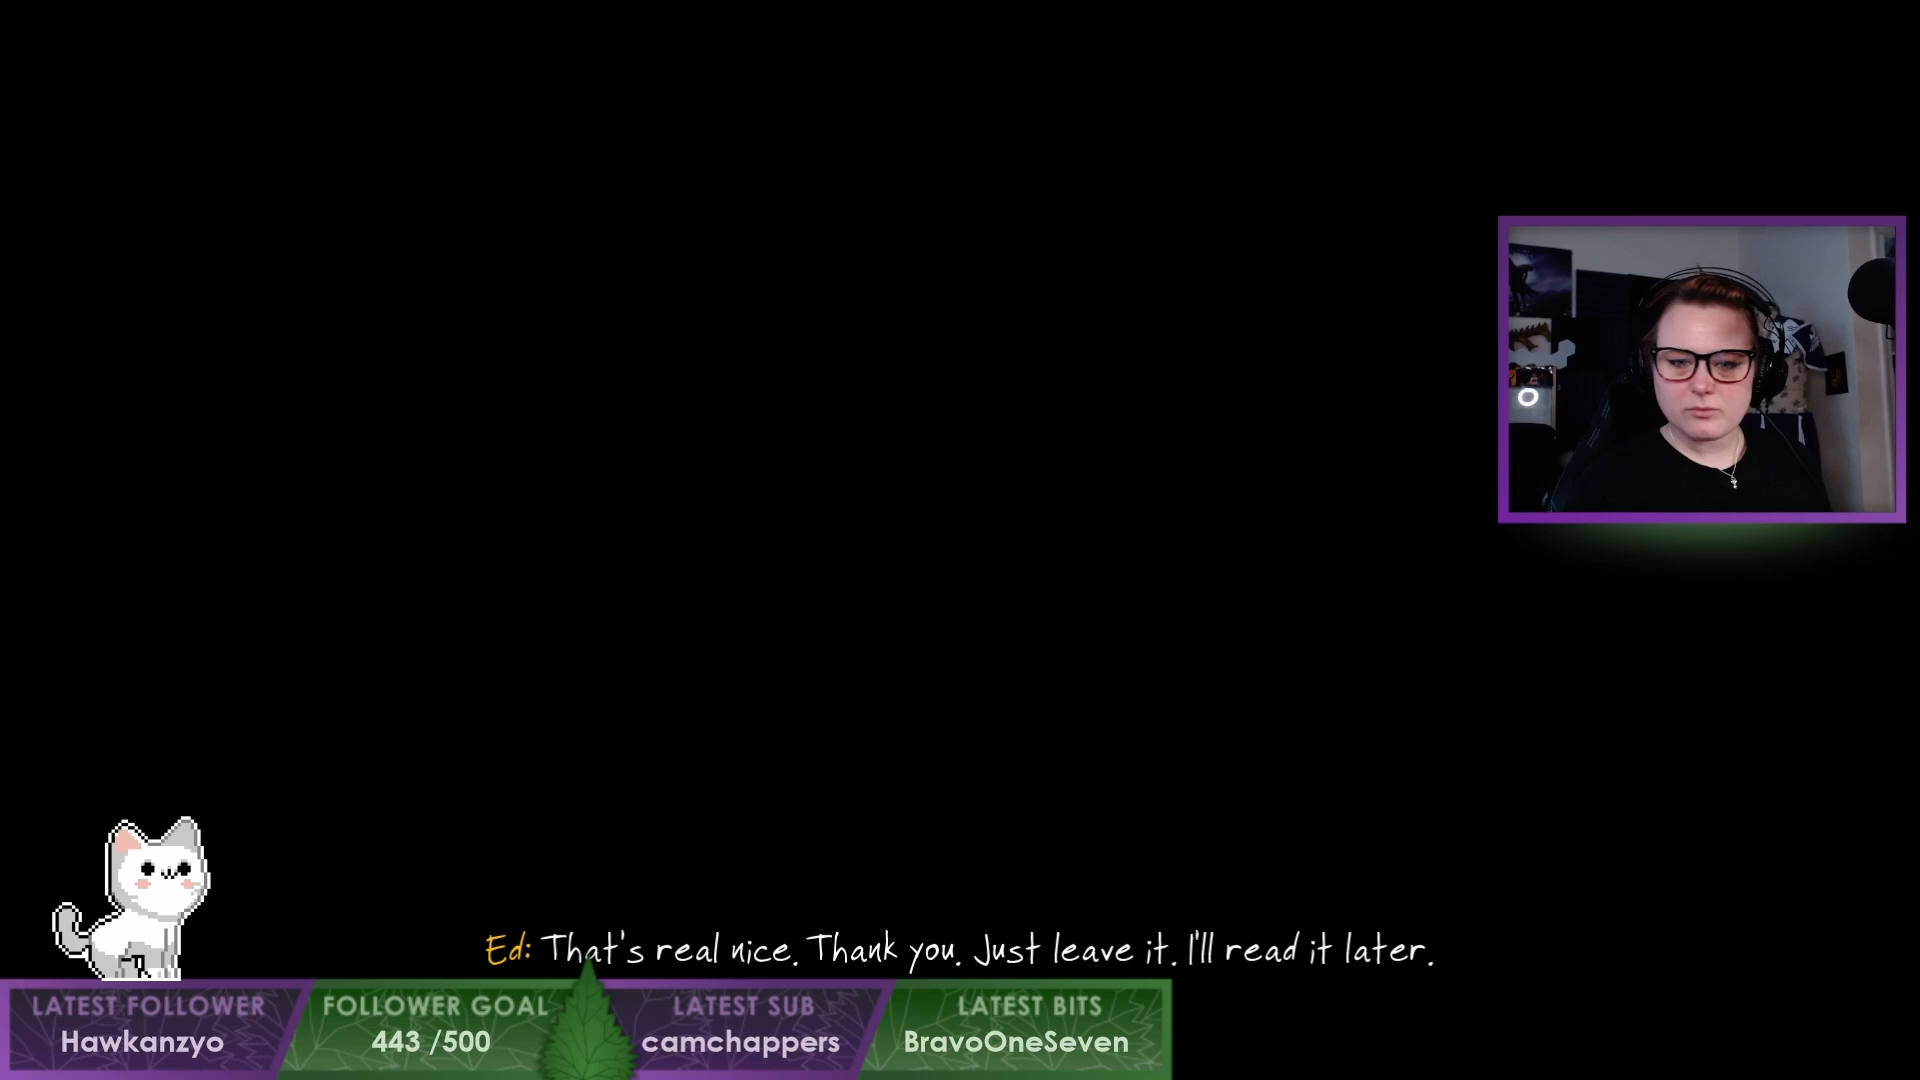 Ed: That's real nice. Thank you. Just leave it. I'll read it later.
LATEST FOLLOWER
Hawkanzyo
FOLLOWER GOAL
443 /500
LATEST SUB
camchappers
LATEST BITS
BravoOneSeven